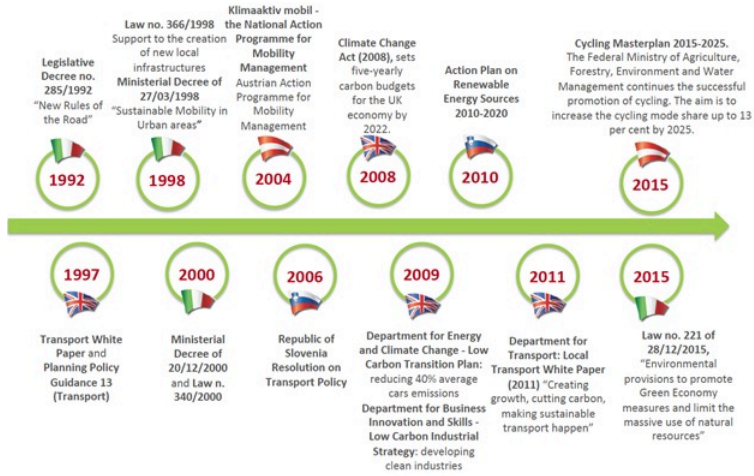 Legislative
Decree no.
285/1992
“New Rules of
the Road”
1992
Law no. 366/1998
Support to the creation
of new local
infrastructures
Ministerial Decree of
27/03/1998
“Sustainable Mobility in
Urban areas”
1998
Klimaaktiv mobil -
the National Action
Programme for
Mobility
Management
Austrian Action
Programme for
Mobility
Management
2004
Climate Change
Act (2008), sets
five-yearly
carbon budgets
for the UK
economy by
2022.
2008
Action Plan on
Renewable
Energy Sources
2010-2020
2010
Cycling Masterplan 2015-2025.
The Federal Ministry of Agriculture,
Forestry, Environment and Water
Management continues the successful
promotion of cycling. The aim is to
increase the cycling mode share up to 13
per cent by 2025.
2015
1997
Transport White
Paper and
Planning Policy
Guidance 13
(Transport)
2000
Ministerial
Decree of
20/12/2000
and Law n.
340/2000
2006
Republic of
Slovenia
Resolution on
Transport Policy
2009
Department for Energy
and Climate Change - Low
Carbon Transition Plan:
reducing 40% average
cars emissions
Department for Business
Innovation and Skills -
Low Carbon Industrial
Strategy: developing
clean industries
2011
Department for
Transport: Local
Transport White Paper
(2011) “Creating
growth, cutting carbon,
making sustainable
transport happen”
2015
Law no. 221 of
28/12/2015,
“Environmental
provisions to promote
Green Economy
measures and limit the
massive use of natural
resources”